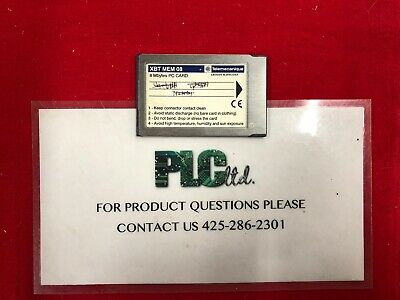 XBT MEM 08
Telemecanique
8 Mbytes PC CARD
1 - Keep connector contact clean
2 - Avoid static discharge (no bare card in clothing)
3 - Do not bend, drop or stress the card
4 - Avoid high temperature, humidity and sun exposure
CE
PLC ltd.
FOR PRODUCT QUESTIONS PLEASE
CONTACT US 425-286-2301